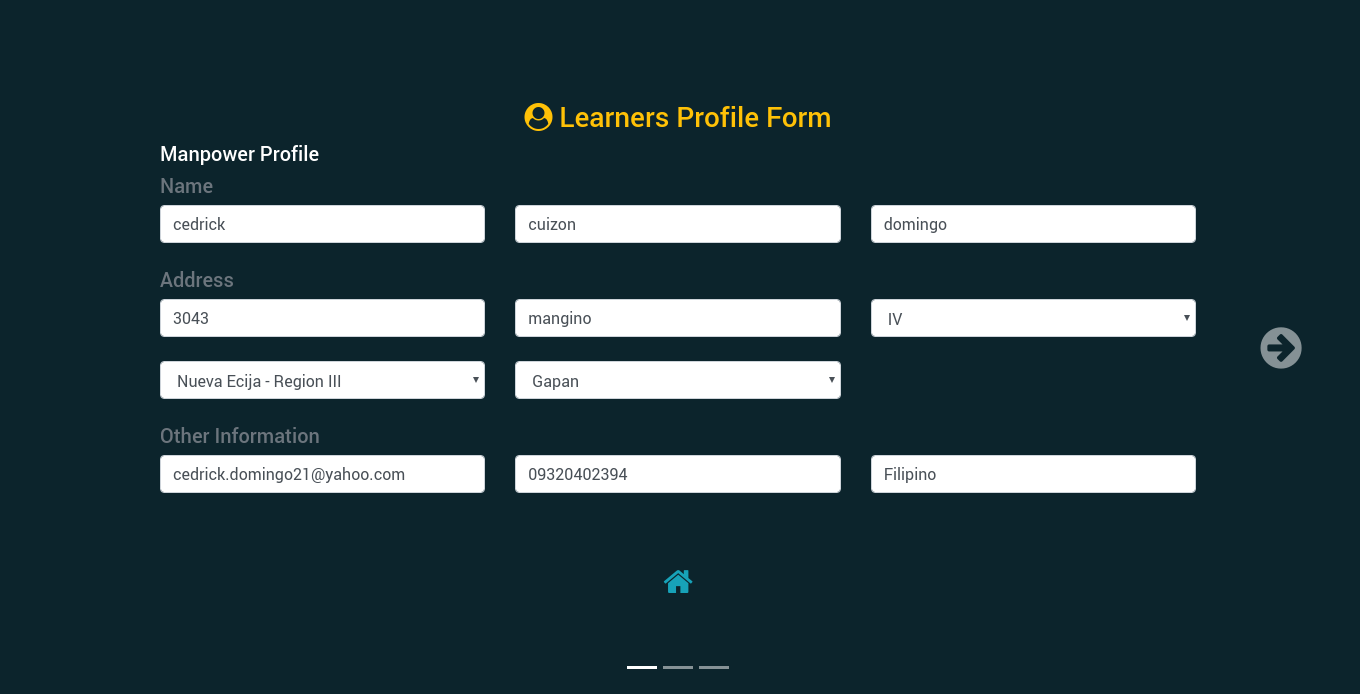 Learners Profile Form
Manpower Profile
Name
cedrick cuizon domingo
Address
3043 mangino IV
Nueva Ecija - Region III Gapan
Other Information
cedrick.domingo21@yahoo.com 09320402394 Filipino